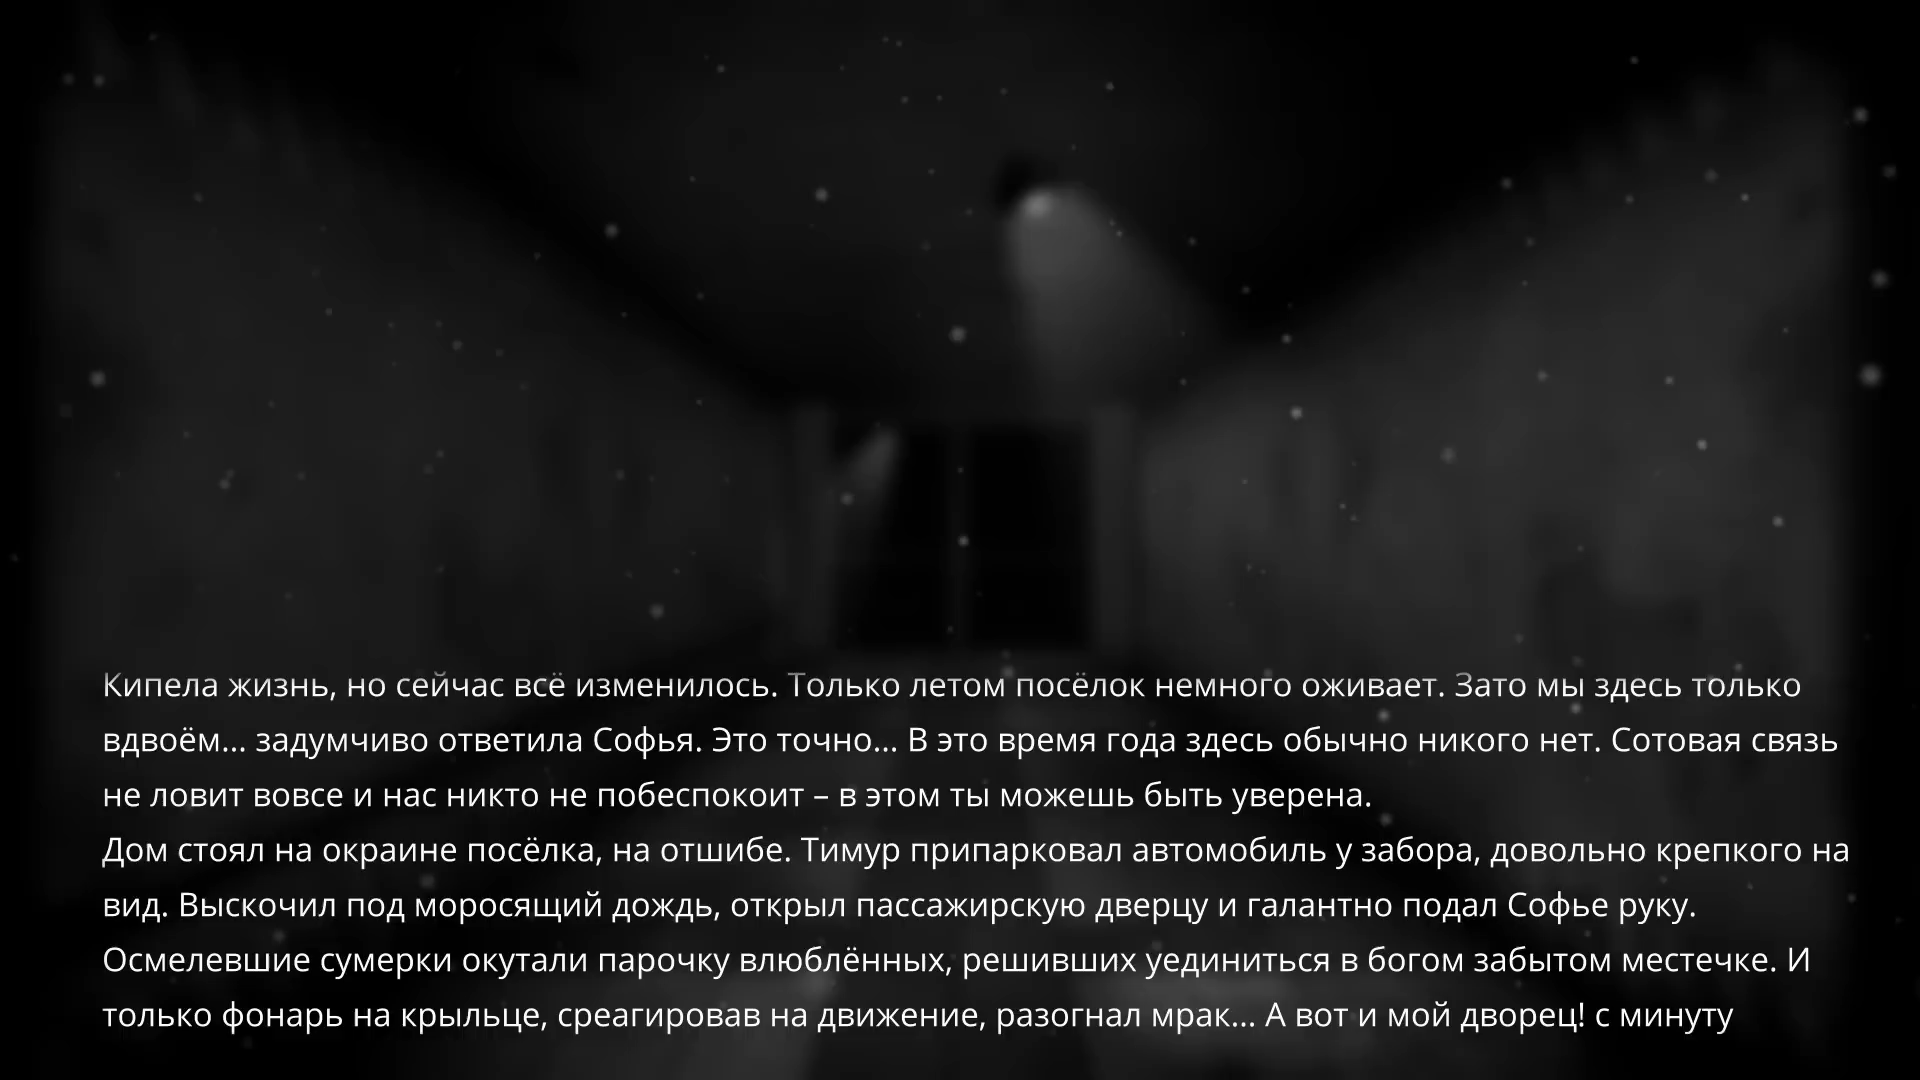 Кипела жизнь, но сейчас всё изменилось. Только летом посёлок немного оживает. Зато мы здесь только
вдвоём... задумчиво ответила Софья. Это точно... В это время года здесь обычно никого нет. Сотовая связь
не ловит вовсе и нас никто не побеспокоит – в этом ты можешь быть уверена.
Дом стоял на окраине посёлка, на отшибе. Тимур припарковал автомобиль у забора, довольно крепкого на
вид. Выскочил под моросящий дождь, открыл пассажирскую дверцу и галантно подал Софье руку.
Осмелевшие сумерки окутали парочку влюблённых, решивших уединиться в богом забытом местечке. И
только фонарь на крыльце, среагировав на движение, разогнал мрак... А вот и мой дворец! с минуту